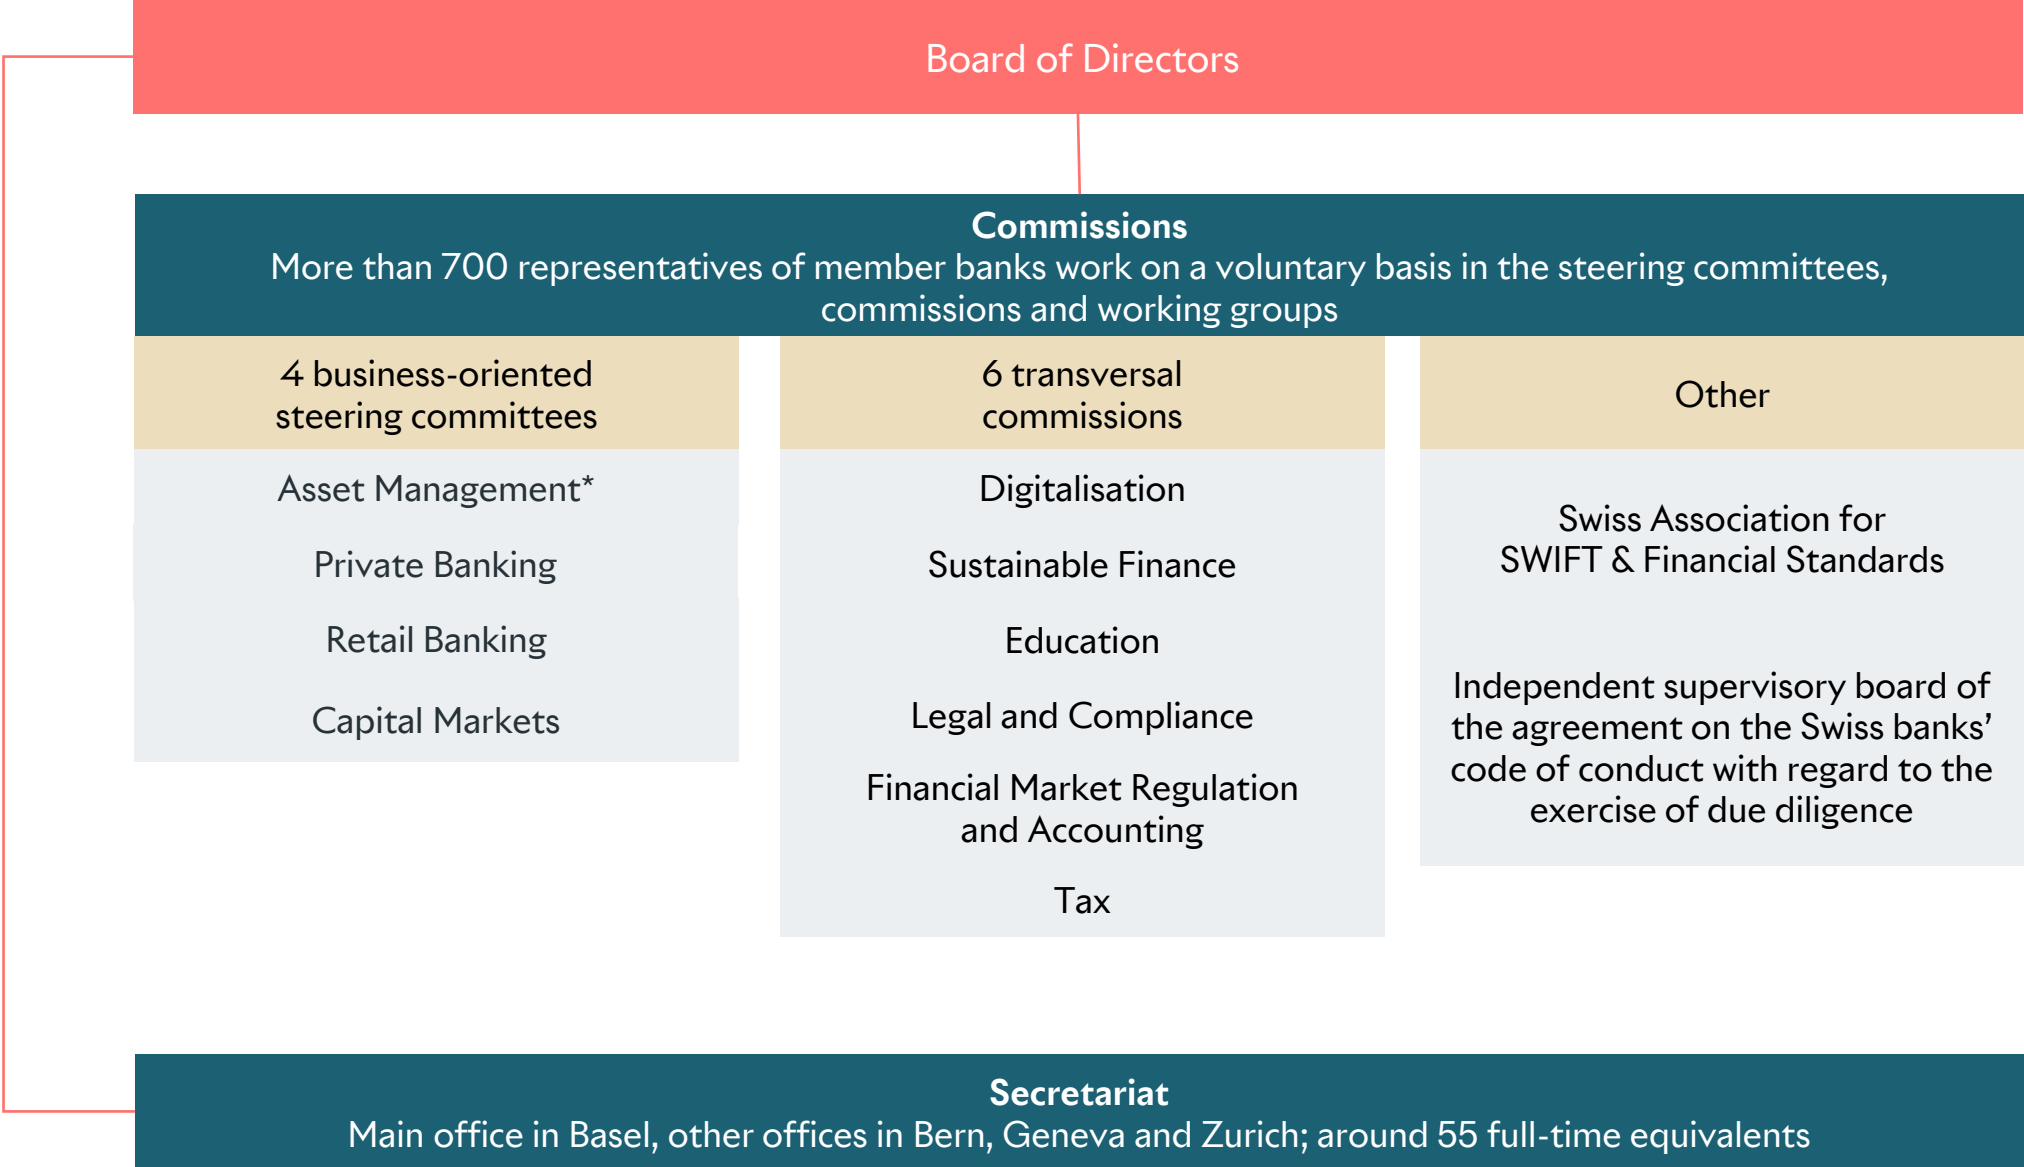 Board of Directors
Commissions
More than 700 representatives of member banks work on a voluntary basis in the steering committees,
commissions and working groups
4 business-oriented
steering committees
Asset Management*
Private Banking
Retail Banking
Capital Markets
6 transversal
commissions
Digitalisation
Sustainable Finance
Education
Legal and Compliance
Financial Market Regulation
and Accounting
Tax
Other
Swiss Association for
SWIFT & Financial Standards
Independent supervisory board of
the agreement on the Swiss banks’
code of conduct with regard to the
exercise of due diligence
Secretariat
Main office in Basel, other offices in Bern, Geneva and Zurich; around 55 full-time equivalents